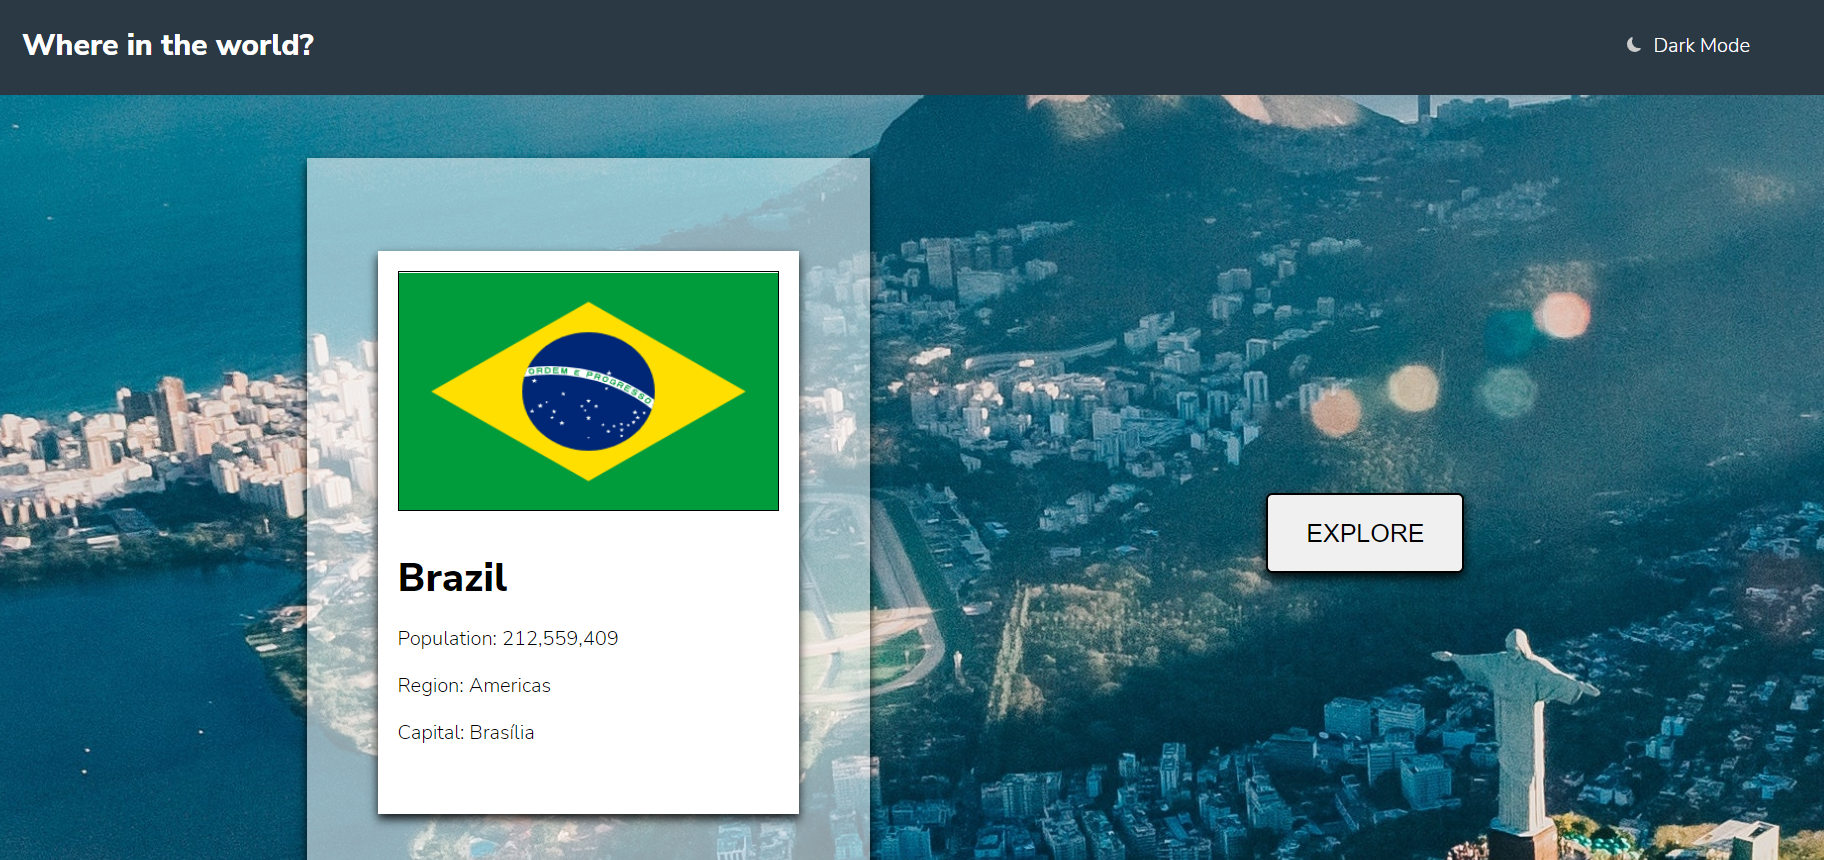 Where in the world?
Dark Mode
ORDEM E PROGRESSO
Brazil
Population: 212,559,409
Region: Americas
Capital: Brasília
EXPLORE